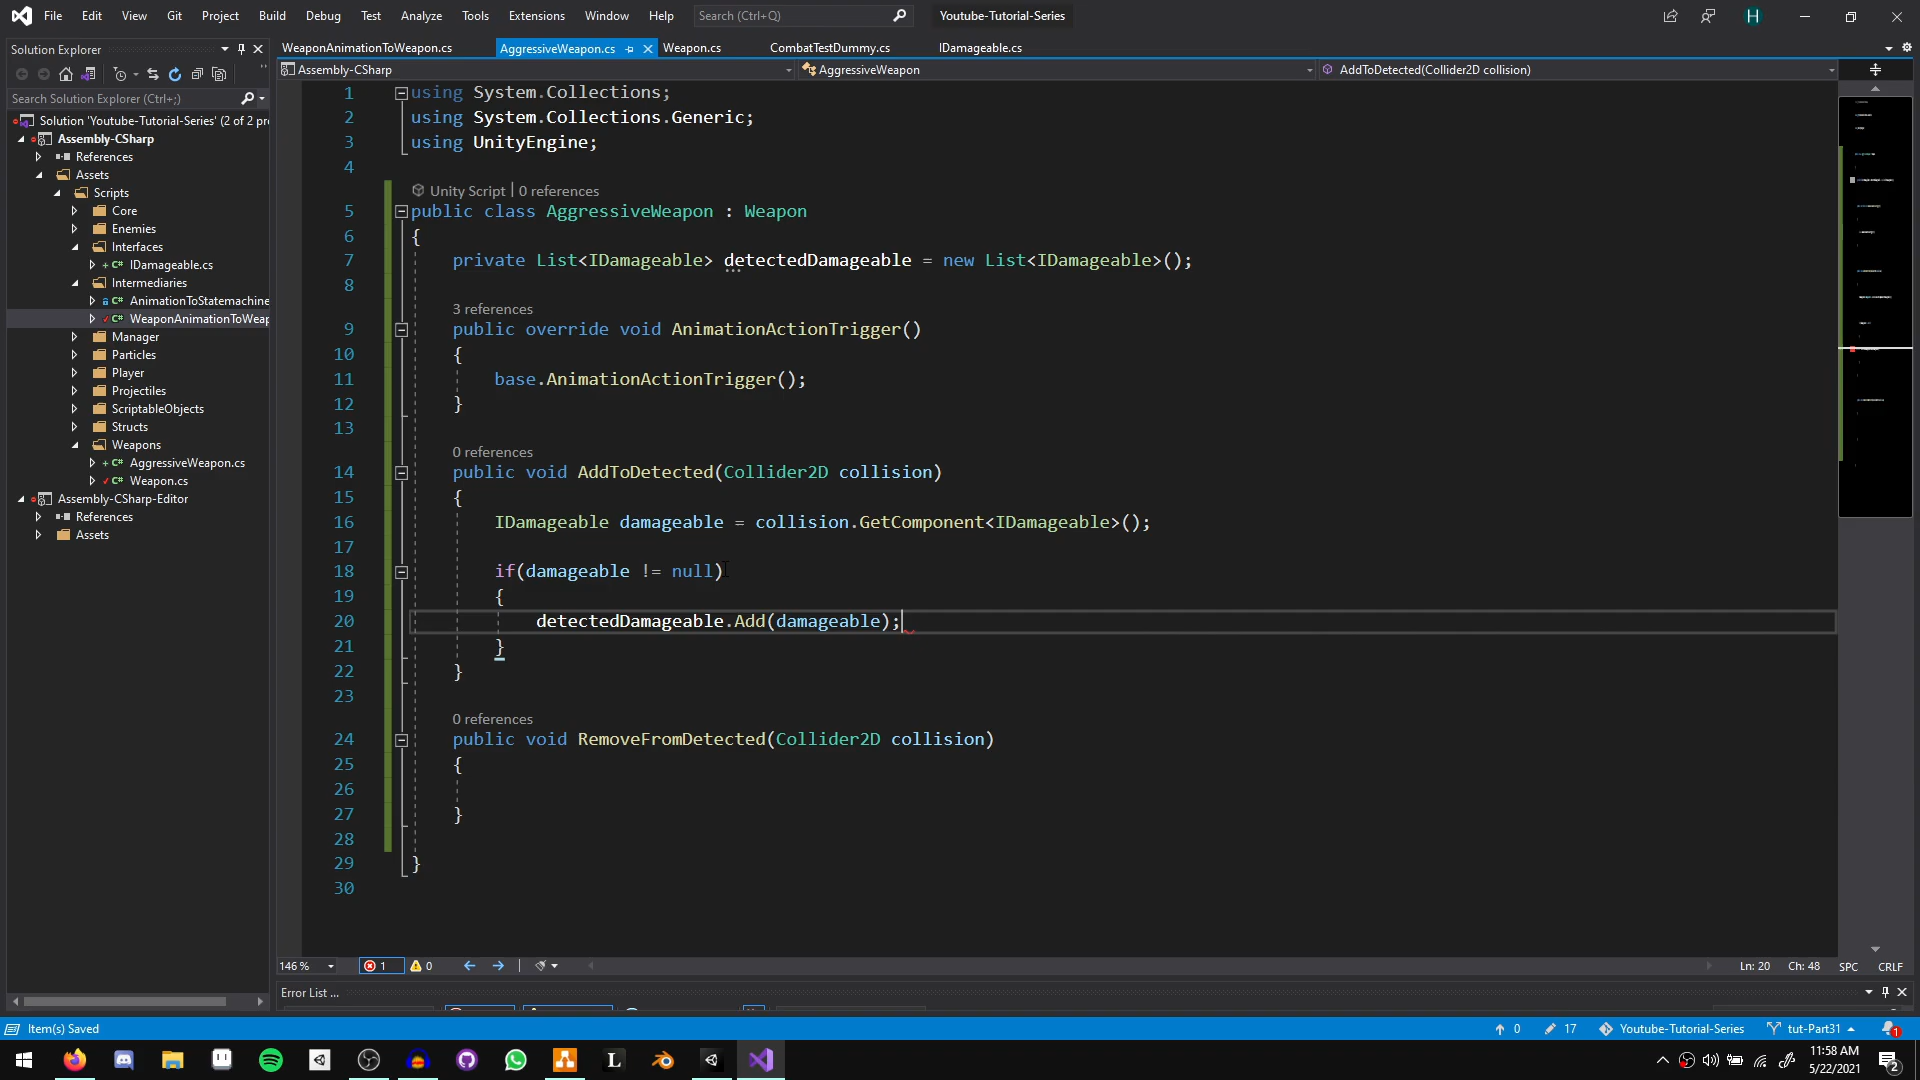 File Edit View Git Project Build Debug Test Analyze Tools Extensions Window Help Search (Ctrl+Q) Youtube-Tutorial-Series H
Solution Explorer
Search Solution Explorer (Ctrl+;)
Solution 'Youtube-Tutorial-Series' (2 of 2 pr
Assembly-CSharp
References
Assets
Scripts
Core
Enemies
Interfaces
IDamageable.cs
Intermediaries
AnimationToStatemachine
WeaponAnimationToWeap
Manager
Particles
Player
Projectiles
ScriptableObjects
Structs
Weapons
AggressiveWeapon.cs
Weapon.cs
Assembly-CSharp-Editor
References
Assets
WeaponAnimationToWeapon.cs AggressiveWeapon.cs Weapon.cs CombatTestDummy.cs IDamageable.cs
Assembly-CSharp AggressiveWeapon AddToDetected(Collider2D collision)
1 using System.Collections;
2 using System.Collections.Generic;
3 using UnityEngine;
4
Unity Script | 0 references
5 public class AggressiveWeapon : Weapon
6 {
7 private List<IDamageable> detectedDamageable = new List<IDamageable>();
8
3 references
9 public override void AnimationActionTrigger()
10 {
11 base.AnimationActionTrigger();
12 }
13
0 references
14 public void AddToDetected(Collider2D collision)
15 {
16 IDamageable damageable = collision.GetComponent<IDamageable>();
17
18 if(damageable != null)
19 {
20 detectedDamageable.Add(damageable);
21 }
22 }
23
0 references
24 public void RemoveFromDetected(Collider2D collision)
25 {
26
27 }
28
29 }
30
146 % 1 0 Ln: 20 Ch: 48 SPC CRLF
Error List ...
Item(s) Saved 0 17 Youtube-Tutorial-Series tut-Part31 1
L 11:58 AM
5/22/2021 2